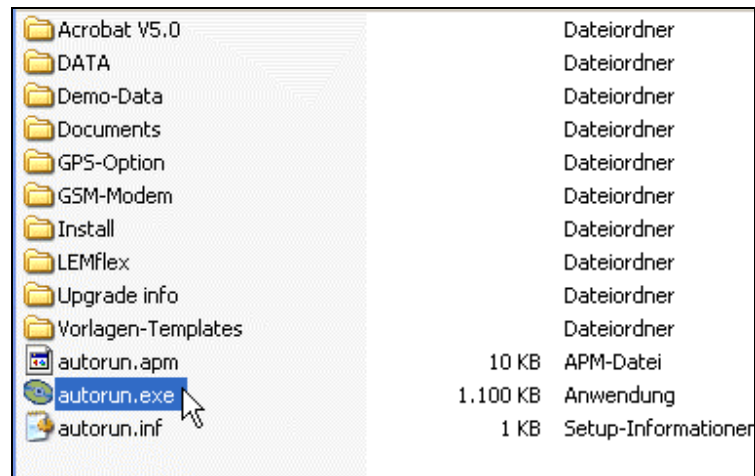 Acrobat V5.0 Dateiordner
DATA Dateiordner
Demo-Data Dateiordner
Documents Dateiordner
GPS-Option Dateiordner
GSM-Modem Dateiordner
Install Dateiordner
LEMflex Dateiordner
Upgrade info Dateiordner
Vorlagen-Templates Dateiordner
autorun.apm 10 KB APM-Datei
autorun.exe 1.100 KB Anwendung
autorun.inf 1 KB Setup-Informationen